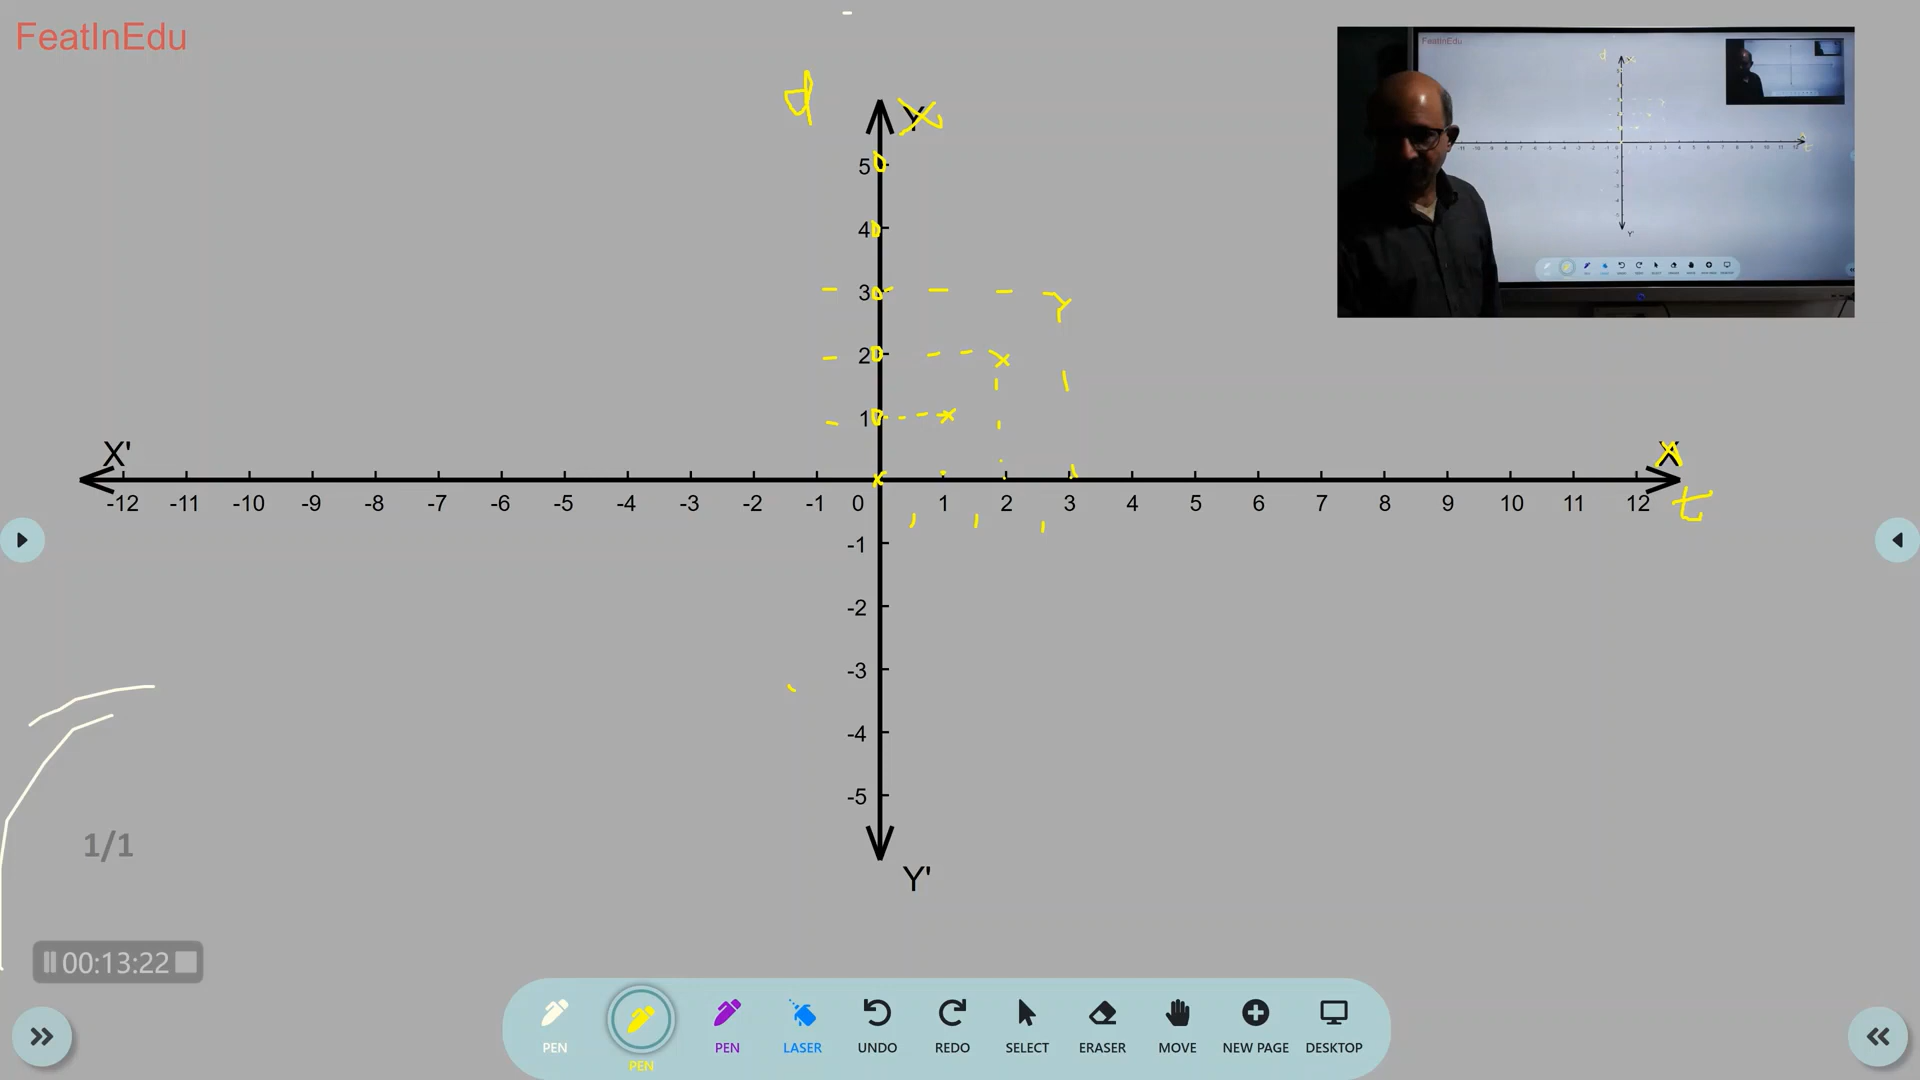 FeatInEdu
d
Y
X
5
4
3
2
1
X'
X
-12 -11 -10 -9 -8 -7 -6 -5 -4 -3 -2 -1 0 1 2 3 4 5 6 7 8 9 10 11 12
t
-1
-2
-3
-4
-5
Y'
1/1
00:13:22
PEN PEN PEN LASER UNDO REDO SELECT ERASER MOVE NEW PAGE DESKTOP